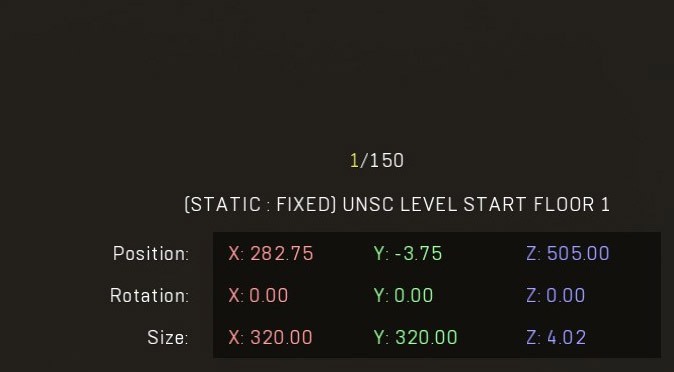 1/150
(STATIC : FIXED) UNSC LEVEL START FLOOR 1
Position: X: 282.75 Y: -3.75 Z: 505.00
Rotation: X: 0.00 Y: 0.00 Z: 0.00
Size: X: 320.00 Y: 320.00 Z: 4.02